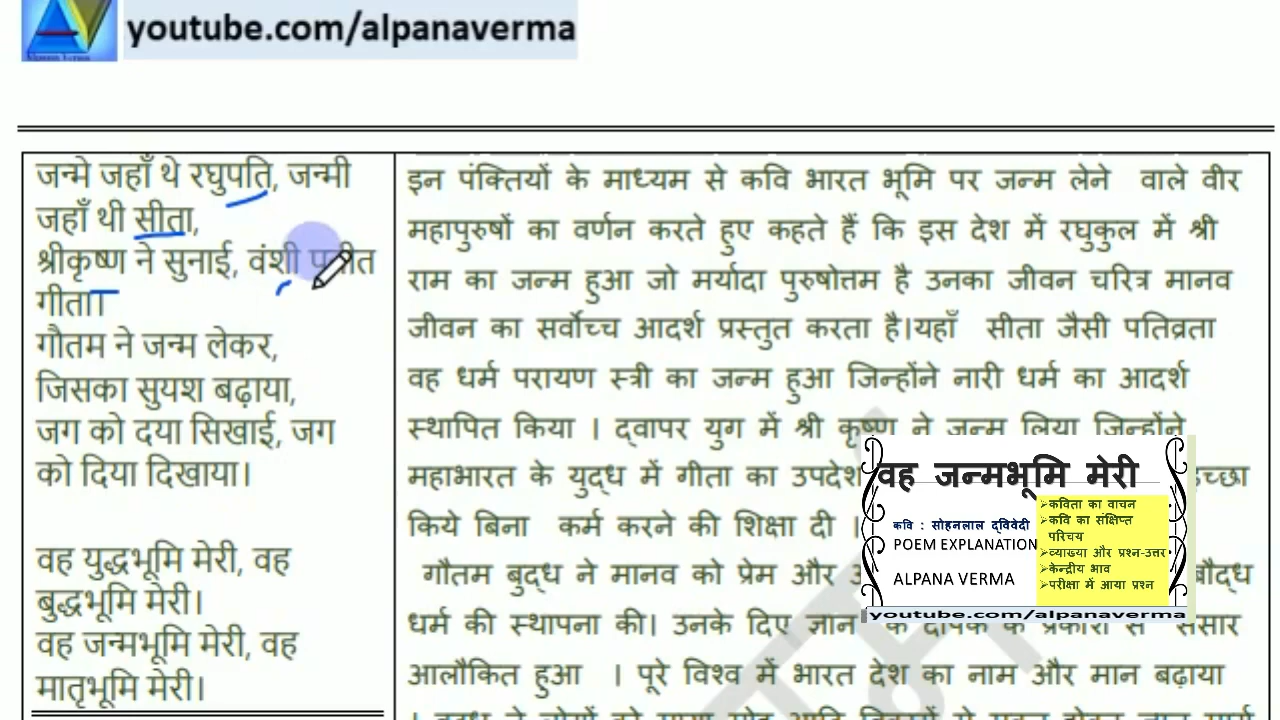 youtube.com/alpanaverma
जन्मे जहाँ थे रघुपति, जन्मी
जहाँ थी सीता,
श्रीकृष्ण ने सुनाई, वंशी
गीता।
गौतम ने जन्म लेकर,
जिसका सुयश बढ़ाया,
जग को दया सिखाई, जग
को दिया दिखाया।
वह युद्धभूमि मेरी, वह
बुद्धभूमि मेरी।
वह जन्मभूमि मेरी, वह
मातृभूमि मेरी।
इन पंक्तियों के माध्यम से कवि भारत भूमि पर जन्म लेने वाले वीर
महापुरुषों का वर्णन करते हुए कहते हैं कि इस देश में रघुकुल में श्री
राम का जन्म हुआ जो मर्यादा पुरुषोत्तम है उनका जीवन चरित्र मानव
जीवन का सर्वोच्च आदर्श प्रस्तुत करता है।यहाँ सीता जैसी पतिव्रता
वह धर्म परायण स्त्री का जन्म हुआ जिन्होंने नारी धर्म का आदर्श
स्थापित किया । द्वापर युग में श्री कृष्ण ने जन्म लिया जिन्होंने
महाभारत के युद्ध में गीता का उपदेश
किये बिना कर्म करने की शिक्षा दी ।
गौतम बुद्ध ने मानव को प्रेम और बौद्ध
धर्म की स्थापना की। उनके दिए ज्ञान के दीपक के प्रकाश से संसार
आलौकित हुआ । पूरे विश्व में भारत देश का नाम और मान बढ़ाया
वह जन्मभूमि मेरी
कवि : सोहनलाल द्विवेदी
POEM EXPLANATION
ALPANA VERMA
➢कविता का वाचन
➢कवि का संक्षिप्त
परिचय
➢व्याख्या और प्रश्न-उत्तर
➢केन्द्रीय भाव
➢परीक्षा में आया प्रश्न
youtube.com/alpanaverma